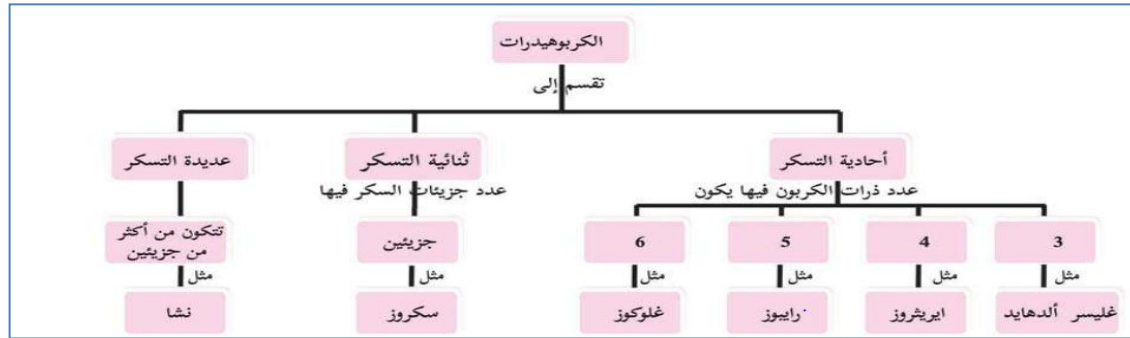 الكربوهيدرات
تقسم إلى
أحادية التسكر
ثنائية التسكر
عديدة التسكر
عدد ذرات الكربون فيها يكون
عدد جزيئات السكر فيها
3
4
5
6
جزيئين
تتكون من أكثر
من جزيئين
مثل
مثل
مثل
مثل
مثل
مثل
غليسر ألدهايد
ايريثروز
رايبوز
غلوكوز
سكروز
نشا